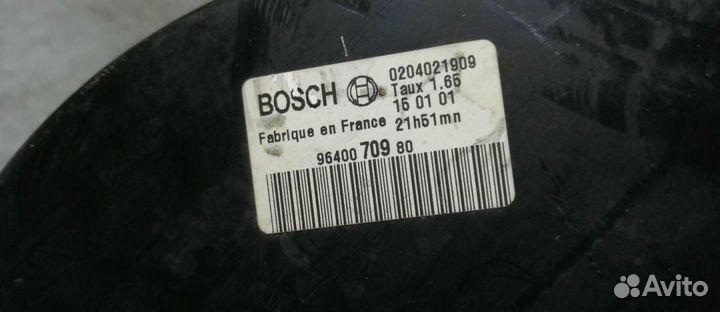 BOSCH 0204021909
Taux 1.65
15 01 01
Fabrique en France 21h51mn
96400 709 80
Avito